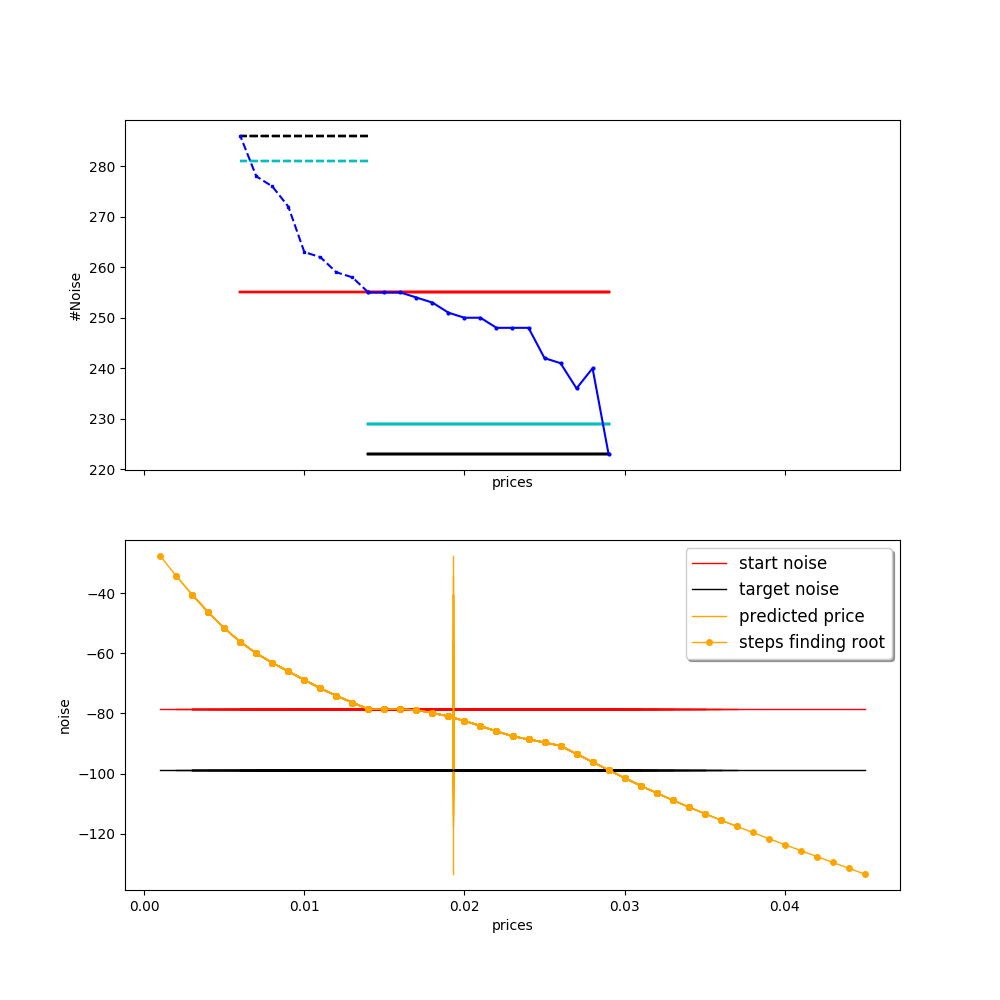 280
270
260
250
240
230
220
#Noise
prices
start noise
target noise
predicted price
steps finding root
−40
−60
−80
−100
−120
noise
0.00 0.01 0.02 0.03 0.04
prices